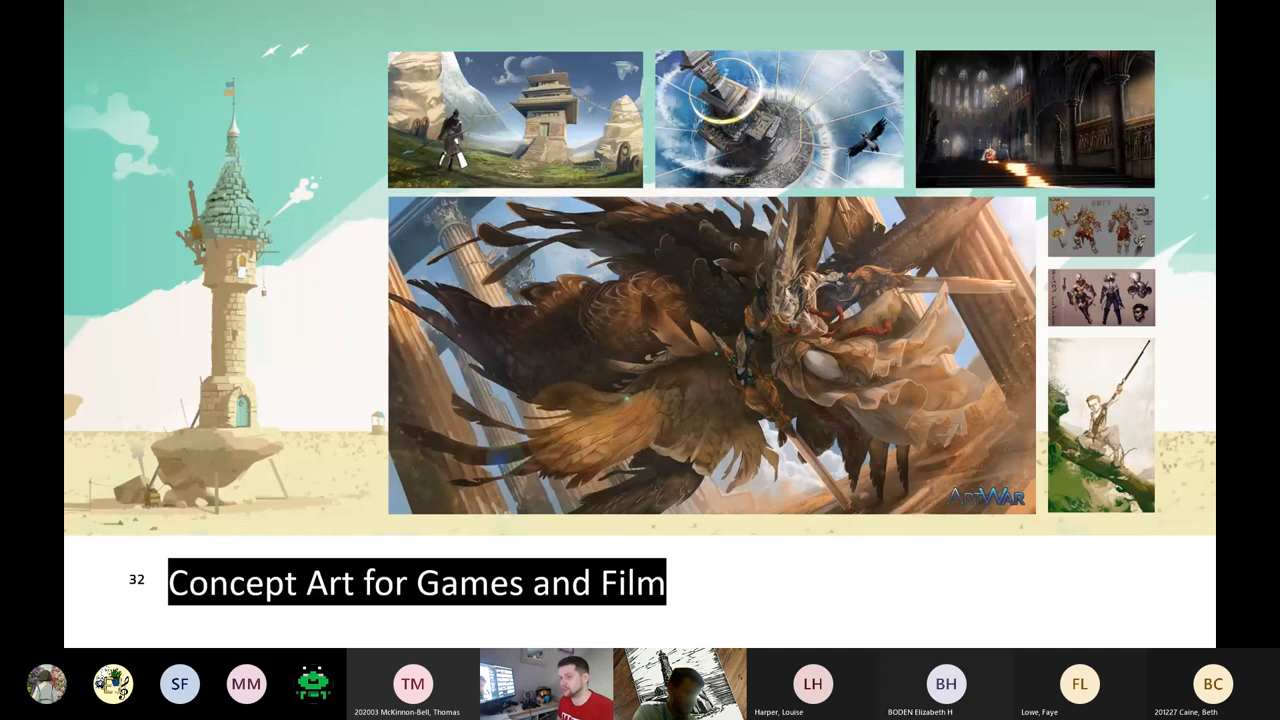 ARTWAR
32
Concept Art for Games and Film
SF
MM
TM
LH
BH
FL
BC
202003 McKinnon-Bell, Thomas
Harper, Louise
BODEN Elizabeth H
Lowe, Faye
201227 Caine, Beth